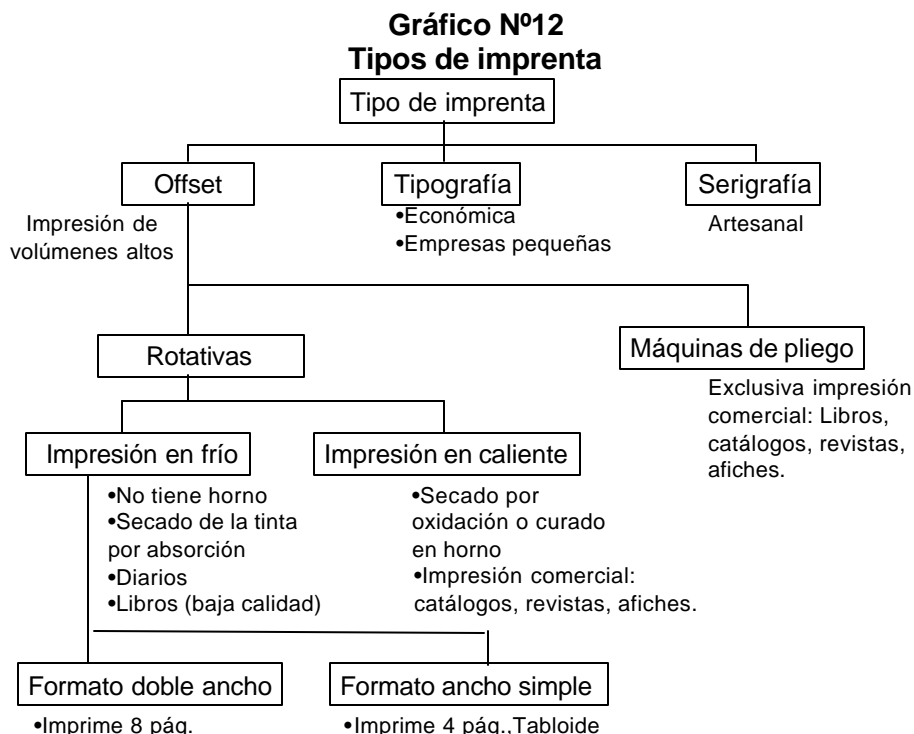 Gráfico Nº12
Tipos de imprenta
Tipo de imprenta
Offset
Tipografía
Serigrafía
Impresión de
volúmenes altos
•Económica
•Empresas pequeñas
Artesanal
Rotativas
Máquinas de pliego
Exclusiva impresión
comercial: Libros,
catálogos, revistas,
afiches.
Impresión en frío
Impresión en caliente
•No tiene horno
•Secado de la tinta
por absorción
•Diarios
•Libros (baja calidad)
•Secado por
oxidación o curado
en horno
•Impresión comercial:
catálogos, revistas, afiches.
Formato doble ancho
Formato ancho simple
•Imprime 8 pág.
•Imprime 4 pág.,Tabloide